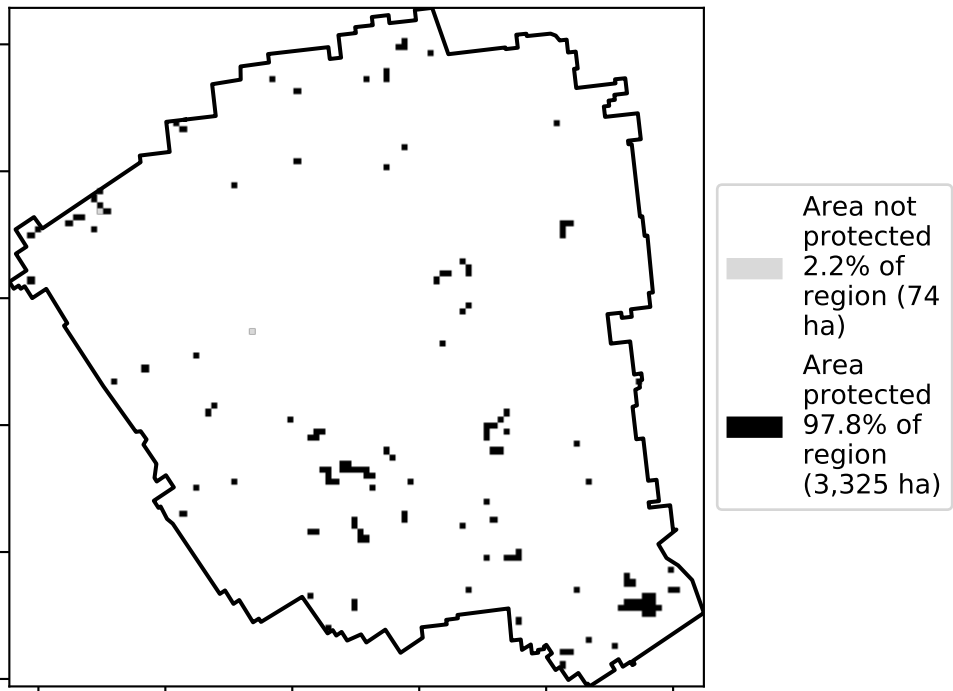 Area not
protected
2.2% of
region (74
ha)
Area
protected
97.8% of
region
(3,325 ha)